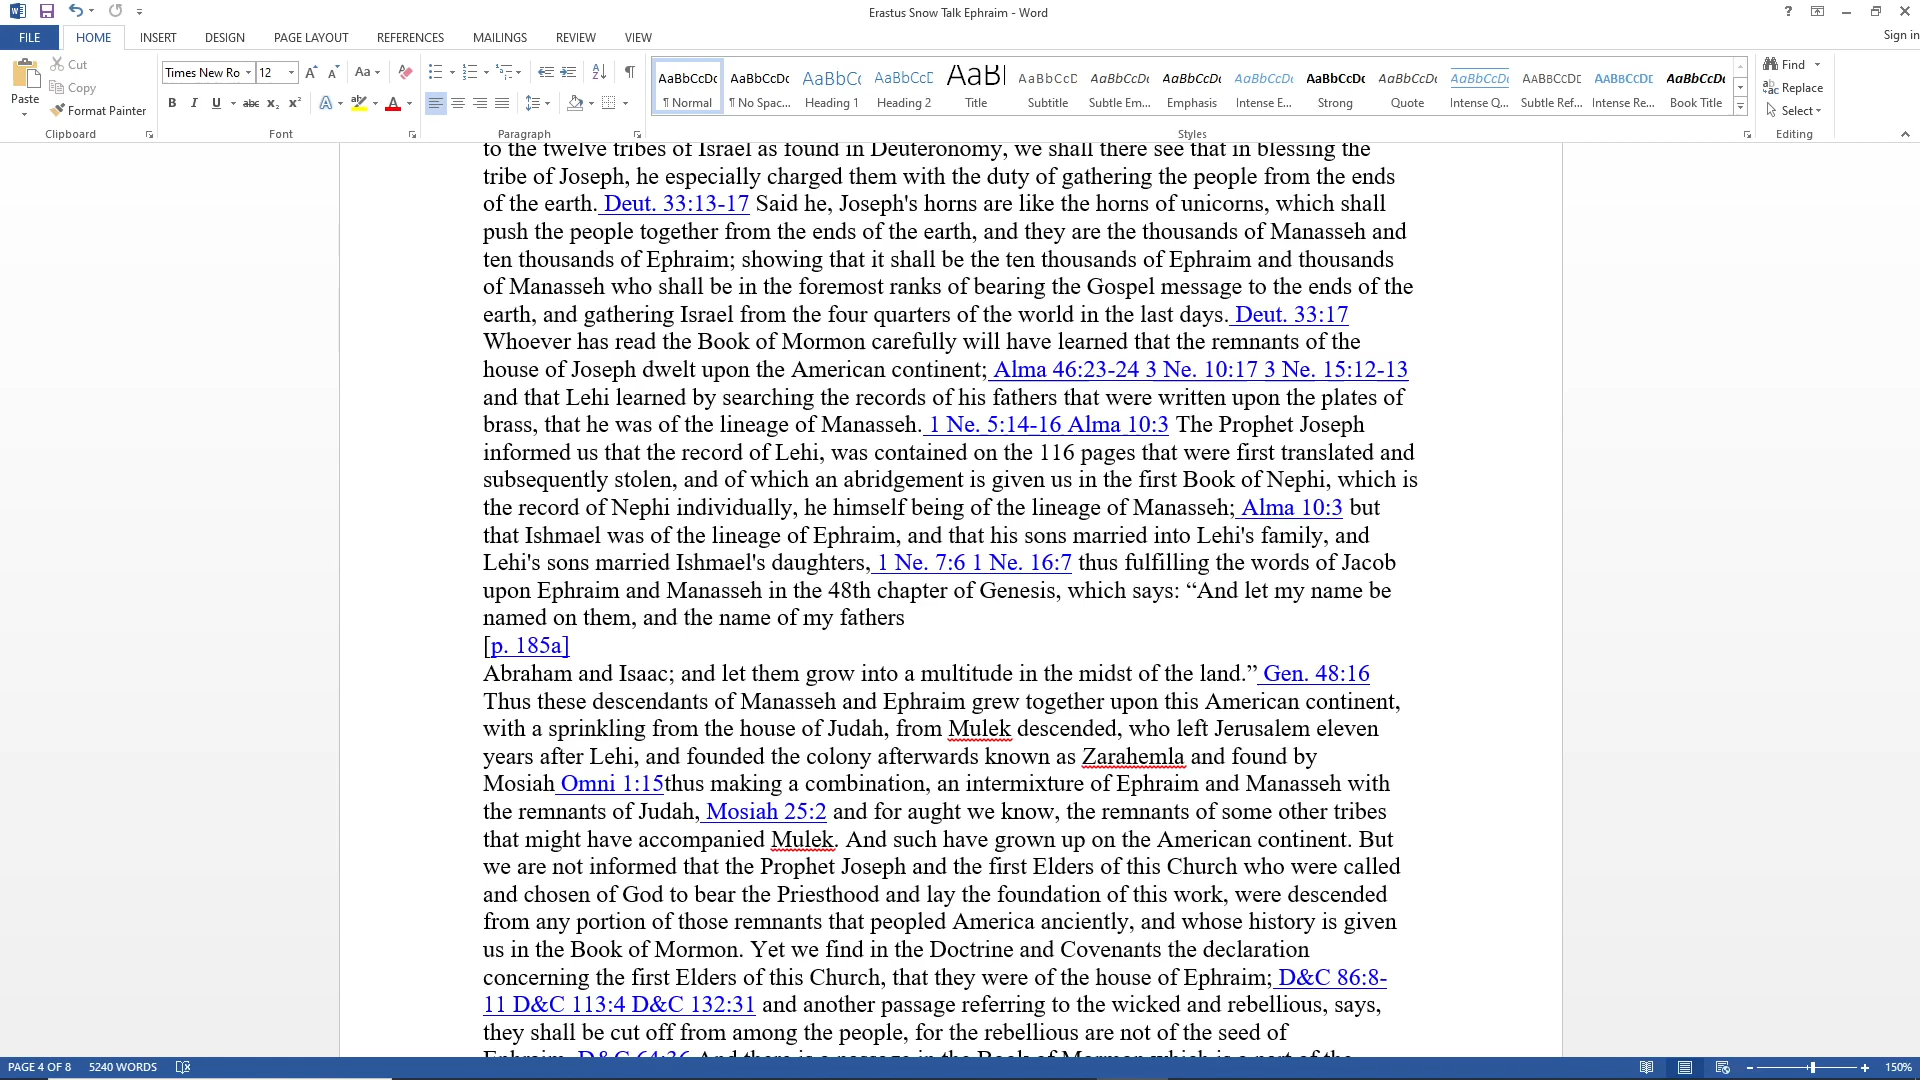 Erastus Snow Talk Ephraim - Word
Sign in
FILE HOME INSERT DESIGN PAGE LAYOUT REFERENCES MAILINGS REVIEW VIEW
Paste
Cut
Copy
Format Painter
Clipboard
Times New Ro 12
Font
Paragraph
AaBbCcDc AaBbCcDc AaBbCc AaBbCcD AaB AaBbCcD AaBbCcDc AaBbCcDc AaBbCcDc AaBbCcDc AaBbCcDc AaBbCcDc AABBCCDC AABBCCDC AaBbCcDc
¶ Normal ¶ No Spac... Heading 1 Heading 2 Title Subtitle Subtle Em... Emphasis Intense E... Strong Quote Intense Q... Subtle Ref... Intense Re... Book Title
Styles
Find
Replace
Select
Editing
to the twelve tribes of Israel as found in Deuteronomy, we shall there see that in blessing the
tribe of Joseph, he especially charged them with the duty of gathering the people from the ends
of the earth. Deut. 33:13-17 Said he, Joseph's horns are like the horns of unicorns, which shall
push the people together from the ends of the earth, and they are the thousands of Manasseh and
ten thousands of Ephraim; showing that it shall be the ten thousands of Ephraim and thousands
of Manasseh who shall be in the foremost ranks of bearing the Gospel message to the ends of the
earth, and gathering Israel from the four quarters of the world in the last days. Deut. 33:17
Whoever has read the Book of Mormon carefully will have learned that the remnants of the
house of Joseph dwelt upon the American continent; Alma 46:23-24 3 Ne. 10:17 3 Ne. 15:12-13
and that Lehi learned by searching the records of his fathers that were written upon the plates of
brass, that he was of the lineage of Manasseh. 1 Ne. 5:14-16 Alma 10:3 The Prophet Joseph
informed us that the record of Lehi, was contained on the 116 pages that were first translated and
subsequently stolen, and of which an abridgement is given us in the first Book of Nephi, which is
the record of Nephi individually, he himself being of the lineage of Manasseh; Alma 10:3 but
that Ishmael was of the lineage of Ephraim, and that his sons married into Lehi's family, and
Lehi's sons married Ishmael's daughters, 1 Ne. 7:6 1 Ne. 16:7 thus fulfilling the words of Jacob
upon Ephraim and Manasseh in the 48th chapter of Genesis, which says: “And let my name be
named on them, and the name of my fathers
[p. 185a]
Abraham and Isaac; and let them grow into a multitude in the midst of the land.” Gen. 48:16
Thus these descendants of Manasseh and Ephraim grew together upon this American continent,
with a sprinkling from the house of Judah, from Mulek descended, who left Jerusalem eleven
years after Lehi, and founded the colony afterwards known as Zarahemla and found by
Mosiah Omni 1:15thus making a combination, an intermixture of Ephraim and Manasseh with
the remnants of Judah, Mosiah 25:2 and for aught we know, the remnants of some other tribes
that might have accompanied Mulek. And such have grown up on the American continent. But
we are not informed that the Prophet Joseph and the first Elders of this Church who were called
and chosen of God to bear the Priesthood and lay the foundation of this work, were descended
from any portion of those remnants that peopled America anciently, and whose history is given
us in the Book of Mormon. Yet we find in the Doctrine and Covenants the declaration
concerning the first Elders of this Church, that they were of the house of Ephraim; D&C 86:8-
11 D&C 113:4 D&C 132:31 and another passage referring to the wicked and rebellious, says,
they shall be cut off from among the people, for the rebellious are not of the seed of
Ephraim. D&C 64:36 And there is a passage in the Book of Mormon which is a part of the
PAGE 4 OF 8 5240 WORDS 150%